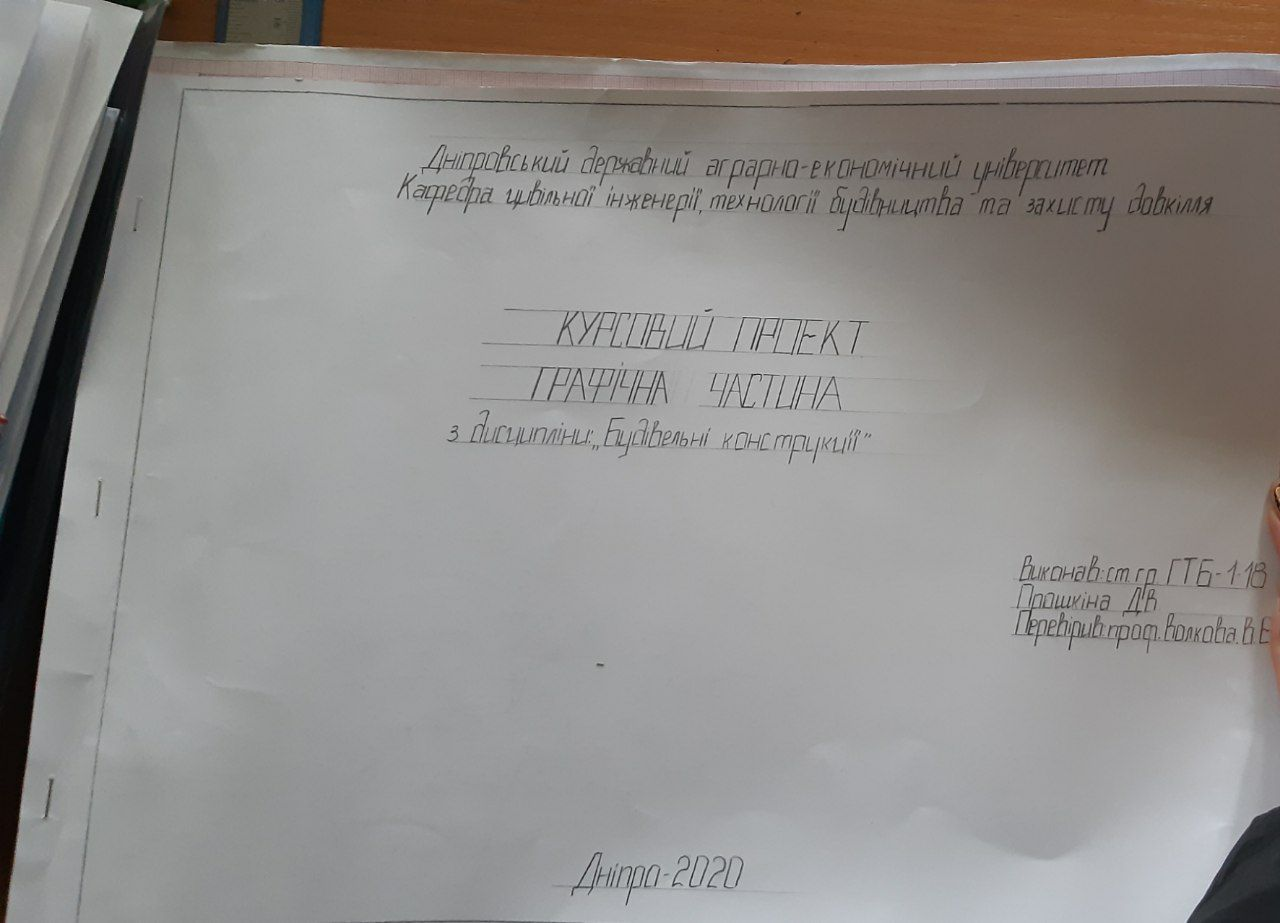 Дніпровський державний аграрно-економічний університет
Кафедра цивільної інженерії, технології будівництва та захисту довкілля
КУРСОВИЙ ПРОЕКТ
ГРАФІЧНА ЧАСТИНА
з дисципліни: „Будівельні конструкції"
Виконав: ст. гр. ГТБ-1-18
Прошкіна Д.В
Перевірив: проф. Волкова. В.Е
Дніпро-2020